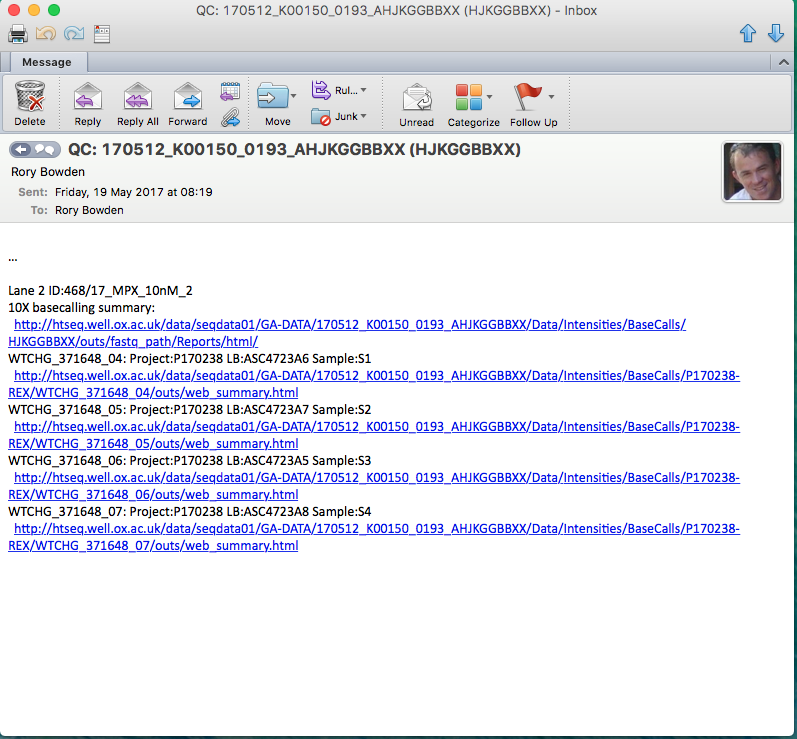 QC: 170512_K00150_0193_AHJKGGBBXX (HJKGGBBXX) - Inbox
Message
Delete
Reply
Reply All
Forward
Move
Rul...
Junk
Unread
Categorize
Follow Up
QC: 170512_K00150_0193_AHJKGGBBXX (HJKGGBBXX)
Rory Bowden
Sent: Friday, 19 May 2017 at 08:19
To: Rory Bowden
...
Lane 2 ID:468/17_MPX_10nM_2
10X basecalling summary:
http://htseq.well.ox.ac.uk/data/seqdata01/GA-DATA/170512_K00150_0193_AHJKGGBBXX/Data/Intensities/BaseCalls/
HJKGGBBXX/outs/fastq_path/Reports/html/
WTCHG_371648_04: Project:P170238 LB:ASC4723A6 Sample:S1
http://htseq.well.ox.ac.uk/data/seqdata01/GA-DATA/170512_K00150_0193_AHJKGGBBXX/Data/Intensities/BaseCalls/P170238-
REX/WTCHG_371648_04/outs/web_summary.html
WTCHG_371648_05: Project:P170238 LB:ASC4723A7 Sample:S2
http://htseq.well.ox.ac.uk/data/seqdata01/GA-DATA/170512_K00150_0193_AHJKGGBBXX/Data/Intensities/BaseCalls/P170238-
REX/WTCHG_371648_05/outs/web_summary.html
WTCHG_371648_06: Project:P170238 LB:ASC4723A5 Sample:S3
http://htseq.well.ox.ac.uk/data/seqdata01/GA-DATA/170512_K00150_0193_AHJKGGBBXX/Data/Intensities/BaseCalls/P170238-
REX/WTCHG_371648_06/outs/web_summary.html
WTCHG_371648_07: Project:P170238 LB:ASC4723A8 Sample:S4
http://htseq.well.ox.ac.uk/data/seqdata01/GA-DATA/170512_K00150_0193_AHJKGGBBXX/Data/Intensities/BaseCalls/P170238-
REX/WTCHG_371648_07/outs/web_summary.html